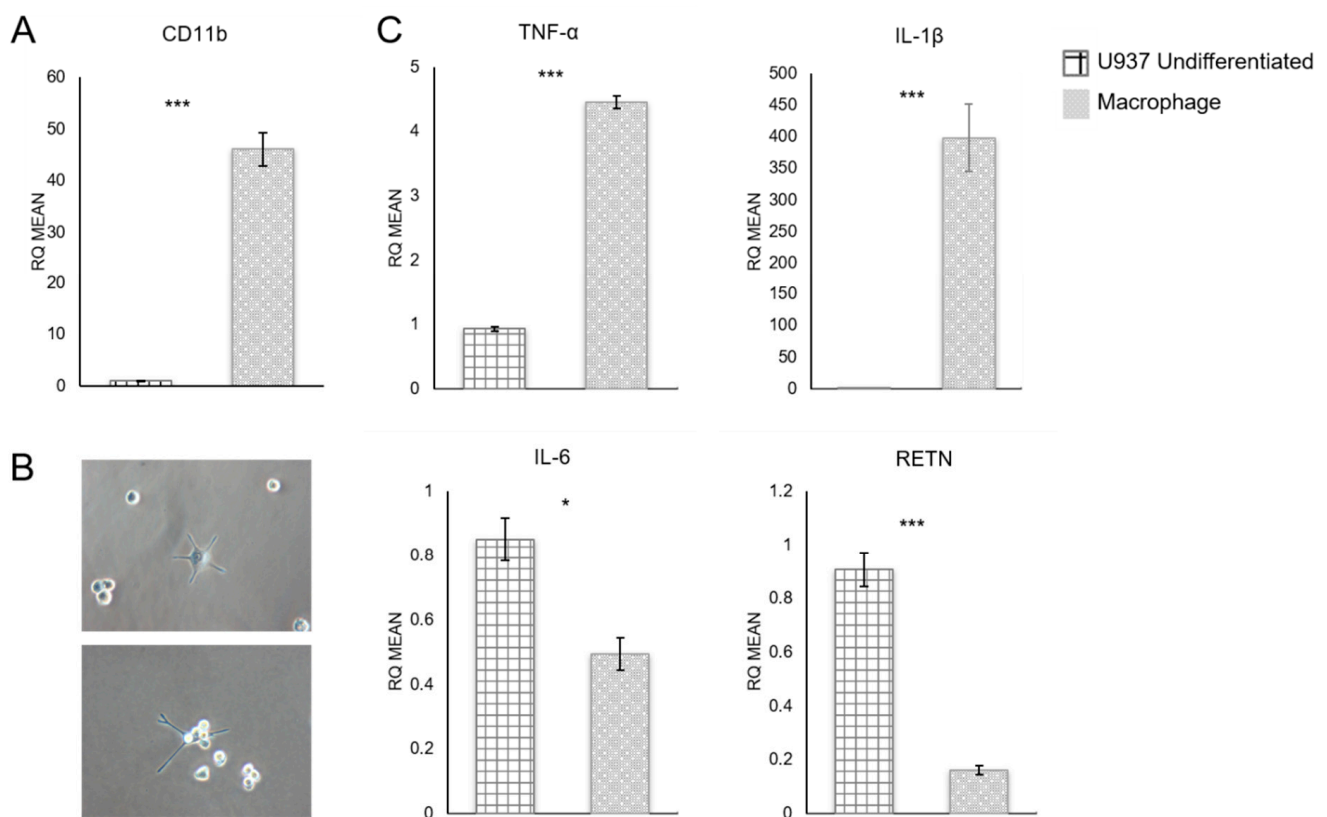 A
CD11b
***
RQ MEAN
60
50
40
30
20
10
0
B
C
TNF-α
***
RQ MEAN
5
4
3
2
1
0
IL-1β
***
RQ MEAN
500
450
400
350
300
250
200
150
100
50
0
U937 Undifferentiated
Macrophage
IL-6
*
RQ MEAN
1
0.8
0.6
0.4
0.2
0
RETN
***
RQ MEAN
1.2
1
0.8
0.6
0.4
0.2
0